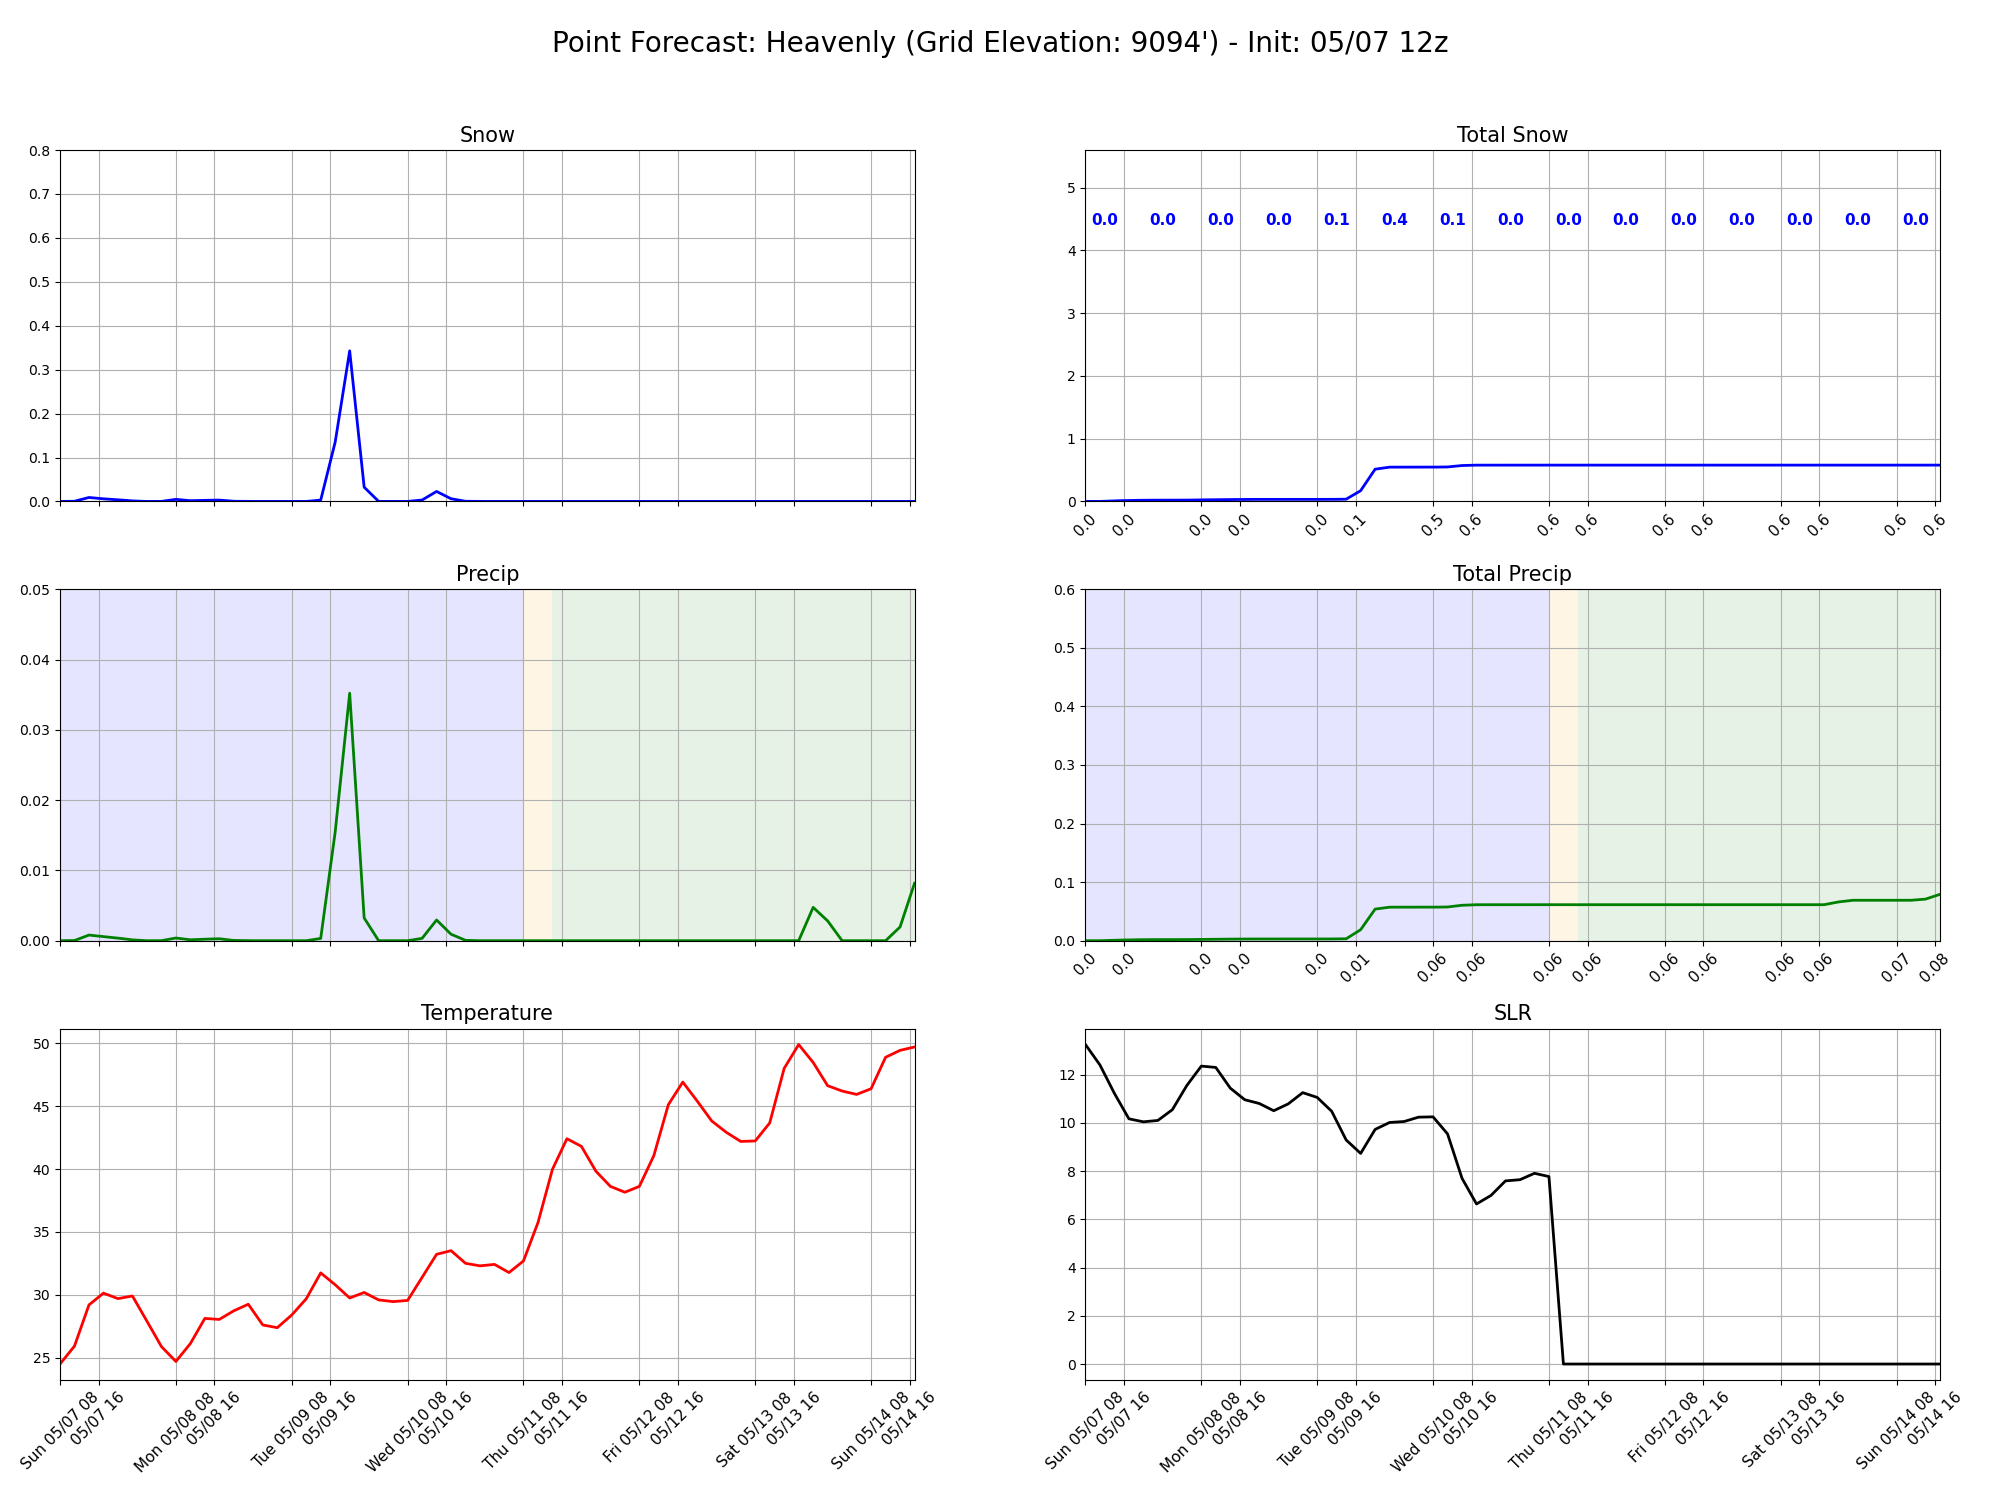 Point Forecast: Heavenly (Grid Elevation: 9094') - Init: 05/07 12z
Snow
0.8
0.7
0.6
0.5
0.4
0.3
0.2
0.1
0.0
Total Snow
5
4
3
2
1
0
0.0 0.0 0.0 0.0 0.1 0.4 0.1 0.0 0.0 0.0 0.0 0.0 0.0 0.0 0.0
0.0 0.0 0.0 0.0 0.0 0.1 0.5 0.6 0.6 0.6 0.6 0.6 0.6 0.6 0.6 0.6
Precip
0.05
0.04
0.03
0.02
0.01
0.00
Total Precip
0.6
0.5
0.4
0.3
0.2
0.1
0.0
0.0 0.0 0.0 0.0 0.0 0.01 0.06 0.06 0.06 0.06 0.06 0.06 0.06 0.06 0.07 0.08
Temperature
50
45
40
35
30
25
Sun 05/07 08
05/07 16
Mon 05/08 08
05/08 16
Tue 05/09 08
05/09 16
Wed 05/10 08
05/10 16
Thu 05/11 08
05/11 16
Fri 05/12 08
05/12 16
Sat 05/13 08
05/13 16
Sun 05/14 08
05/14 16
SLR
12
10
8
6
4
2
0
Sun 05/07 08
05/07 16
Mon 05/08 08
05/08 16
Tue 05/09 08
05/09 16
Wed 05/10 08
05/10 16
Thu 05/11 08
05/11 16
Fri 05/12 08
05/12 16
Sat 05/13 08
05/13 16
Sun 05/14 08
05/14 16